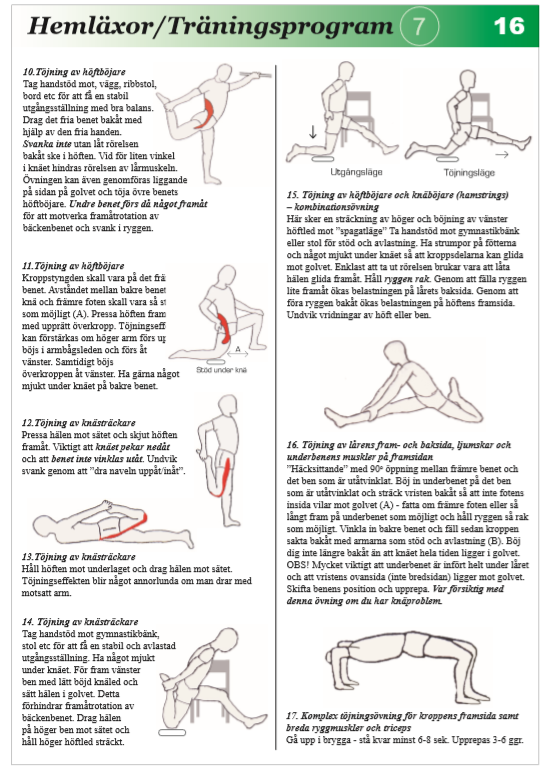 Hemläxor/Träningsprogram 7 16
10.Töjning av höftböjare
Tag handstöd mot, vägg, ribbstol,
bord etc för att få en stabil
utgångsställning med bra balans.
Drag det fria benet bakåt med
hjälp av den fria handen.
Svanka inte utan låt rörelsen
bakåt ske i höften. Vid för liten vinkel
i knäet hindras rörelsen av lårmuskeln.
Övningen kan även genomföras liggande
på sidan på golvet och töja övre benets
höftböjare. Undre benet förs då något framåt
för att motverka framåtrotation av
bäckenbenet och svank i ryggen.
11.Töjning av höftböjare
Kroppstyngden skall vara på det frä
benet. Avståndet mellan bakre benet
knä och främre foten skall vara så st
som möjligt (A). Pressa höften fram
med upprätt överkropp. Töjningseff
kan förstärkas om höger arm förs up
böjs i armbågsleden och förs åt
vänster. Samtidigt böjs
överkroppen åt vänster. Ha gärna något
mjukt under knäet på bakre benet.
A
Stöd under knä
12.Töjning av knästräckare
Pressa hälen mot sätet och skjut höften
framåt. Viktigt att knäet pekar nedåt
och att benet inte vinklas utåt. Undvik
svank genom att "dra naveln uppåt/inåt".
13.Töjning av knästräckare
Håll höften mot underlaget och drag hälen mot sätet.
Töjningseffekten blir något annorlunda om man drar med
motsatt arm.
14. Töjning av knästräckare
Tag handstöd mot gymnastikbänk,
stol etc för att få en stabil och avlastad
utgångsställning. Ha något mjukt
under knäet. För fram vänster
ben med lätt böjd knäled och
sätt hälen i golvet. Detta
förhindrar framåtrotation av
bäckenbenet. Drag hälen
på höger ben mot sätet och
håll höger höftled sträckt.
Utgångsläge Töjningsläge
15. Töjning av höftböjare och knäböjare (hamstrings)
– kombinationsövning
Här sker en sträckning av höger och böjning av vänster
höftled mot "spagatläge" Ta handstöd mot gymnastikbänk
eller stol för stöd och avlastning. Ha strumpor på fötterna
och något mjukt under knäet så att kroppsdelarna kan glida
mot golvet. Enklast att ta ut rörelsen brukar vara att låta
hälen glida framåt. Håll ryggen rak. Genom att fälla ryggen
lite framåt ökas belastningen på lårets baksida. Genom att
föra ryggen bakåt ökas belastningen på höftens framsida.
Undvik vridningar av höft eller ben.
16. Töjning av lårens fram- och baksida, ljumskar och
underbenens muskler på framsidan
"Häcksittande" med 90° öppning mellan främre benet och
det ben som är utåtvinklat. Böj in underbenet på det ben
som är utåtvinklat och sträck vristen bakåt så att inte fotens
insida vilar mot golvet (A) - fatta om främre foten eller så
långt fram på underbenet som möjligt och håll ryggen så rak
som möjligt. Vinkla in bakre benet och fäll sedan kroppen
sakta bakåt med armarna som stöd och avlastning (B). Böj
dig inte längre bakåt än att knäet hela tiden ligger i golvet.
OBS! Mycket viktigt att underbenet är infört helt under låret
och att vristens ovansida (inte bredsidan) ligger mot golvet.
Skifta benens position och upprepa. Var försiktig med
denna övning om du har knäproblem.
17. Komplex töjningsövning för kroppens framsida samt
breda ryggmuskler och triceps
Gå upp i brygga - stå kvar minst 6-8 sek. Upprepas 3-6 ggr.